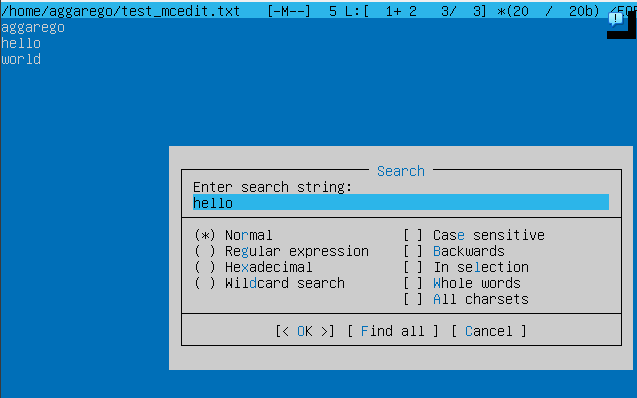 /home/aggarego/test_mcedit.txt [-M--] 5 L:[ 1+ 2 3/ 3] *(20 / 20b)
aggarego
hello
world
Search
Enter search string:
hello
(*) Normal [ ] Case sensitive
( ) Regular expression [ ] Backwards
( ) Hexadecimal [ ] In selection
( ) Wildcard search [ ] Whole words
[ ] All charsets
[< OK >] [ Find all ] [ Cancel ]